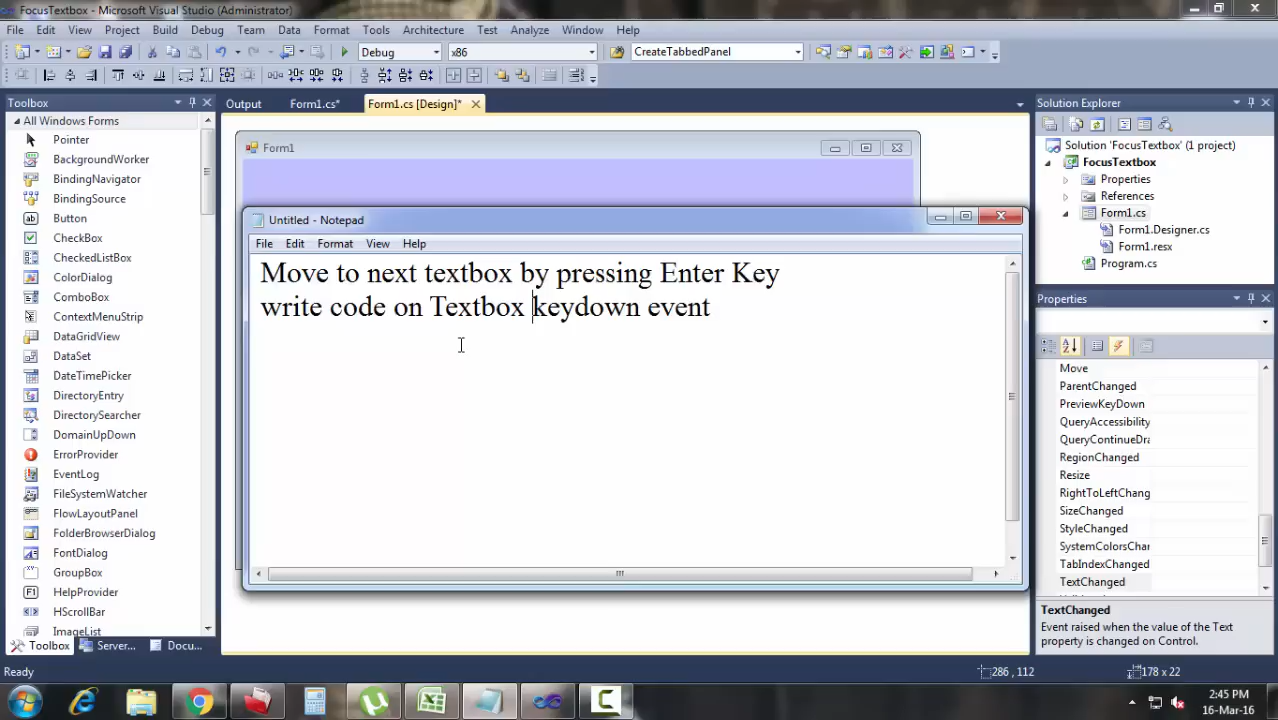 FocusTextbox - Microsoft Visual Studio (Administrator)
File Edit View Project Build Debug Team Format Tools Architecture Test Analyze Window Help
Debug x86 CreateTabbedPanel
Toolbox
All Windows Forms
Pointer
BackgroundWorker
BindingNavigator
BindingSource
Button
CheckBox
CheckedListBox
ColorDialog
ComboBox
ContextMenuStrip
DataGridView
DataSet
DateTimePicker
DirectoryEntry
DirectorySearcher
DomainUpDown
ErrorProvider
EventLog
FileSystemWatcher
FlowLayoutPanel
FolderBrowserDialog
FontDialog
GroupBox
HelpProvider
HScrollBar
ImageList
Toolbox Server... Docu...
Output Form1.cs* Form1.cs [Design]*
Form1
Untitled - Notepad
File Edit Format View Help
Move to next textbox by pressing Enter Key
write code on Textbox keydown event
Solution Explorer
Solution 'FocusTextbox' (1 project)
FocusTextbox
Properties
References
Form1.cs
Form1.Designer.cs
Form1.resx
Program.cs
Properties
Move
ParentChanged
PreviewKeyDown
QueryAccessibility
QueryContinueDra
RegionChanged
Resize
RightToLeftChang
SizeChanged
StyleChanged
SystemColorsChar
TabIndexChanged
TextChanged
TextChanged
Event raised when the value of the Text
property is changed on Control.
Ready 286 , 112 178 x 22
2:45 PM
16-Mar-16